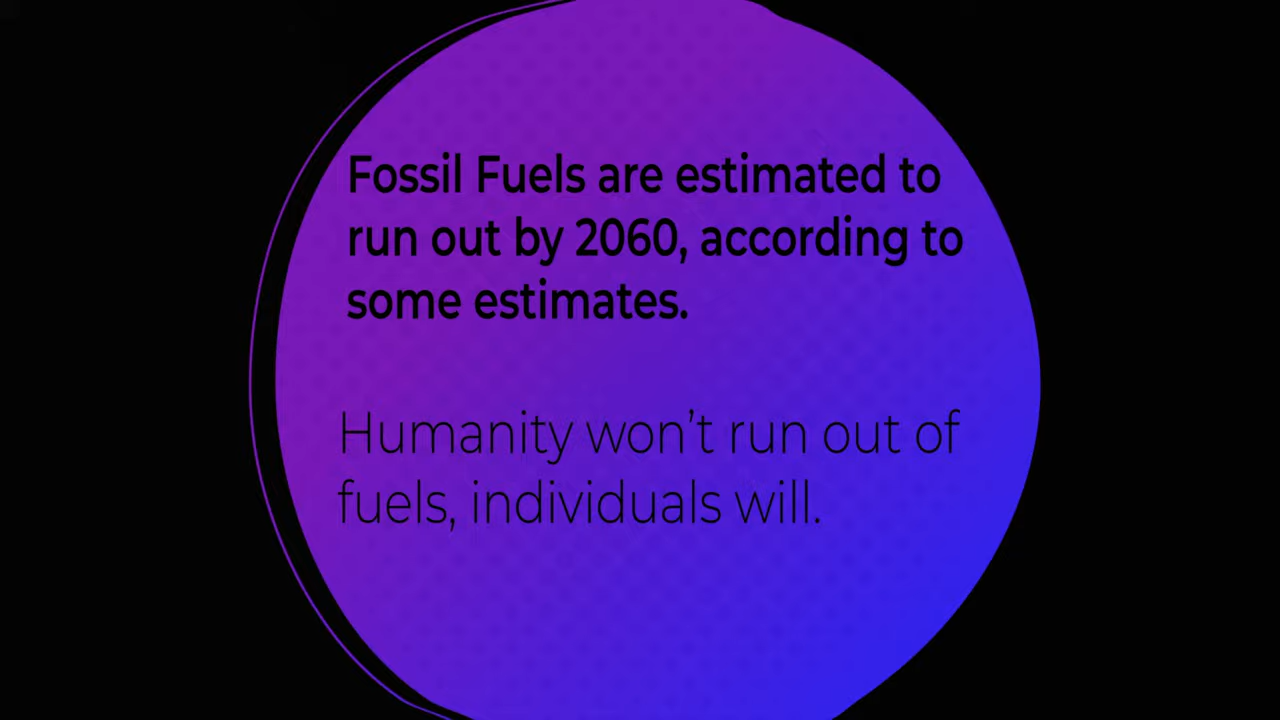 Fossil Fuels are estimated to
run out by 2060, according to
some estimates.
Humanity won’t run out of
fuels, individuals will.